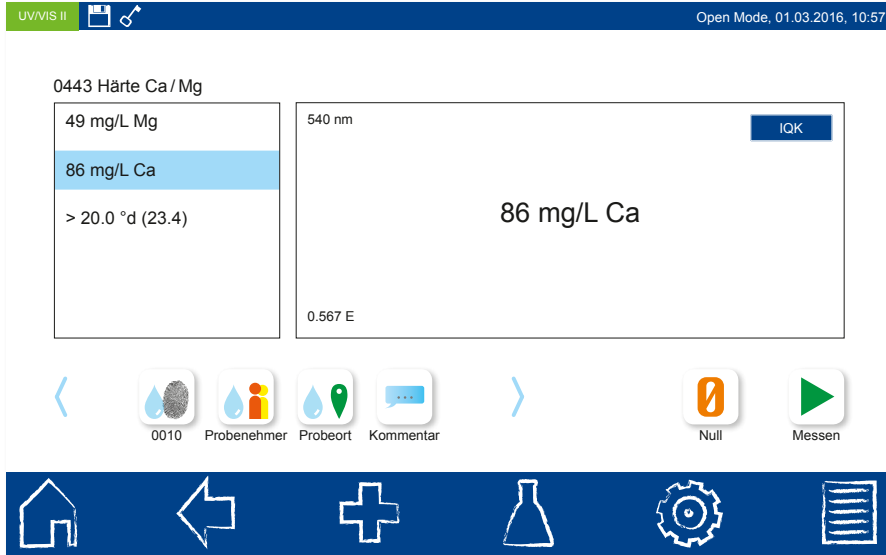 UV/VIS II
Open Mode, 01.03.2016, 10:57
0443 Härte Ca / Mg
49 mg/L Mg
86 mg/L Ca
> 20.0 °d (23.4)
540 nm
IQK
86 mg/L Ca
0.567 E
0010
Probenehmer
Probeort
Kommentar
Null
Messen